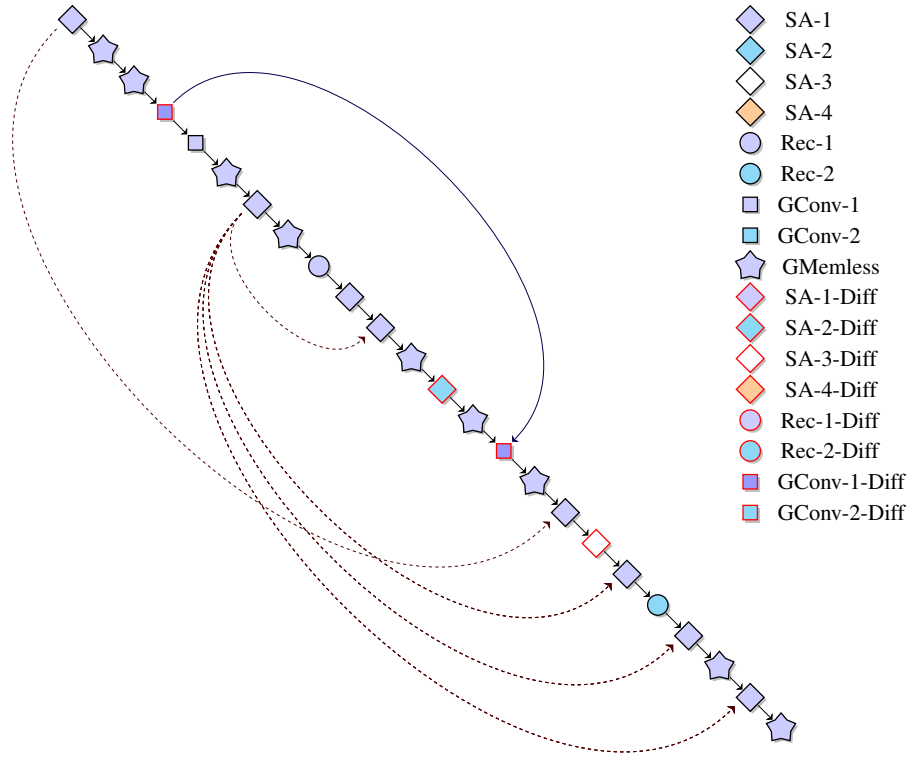 SA-1
SA-2
SA-3
SA-4
Rec-1
Rec-2
GConv-1
GConv-2
GMemless
SA-1-Diff
SA-2-Diff
SA-3-Diff
SA-4-Diff
Rec-1-Diff
Rec-2-Diff
GConv-1-Diff
GConv-2-Diff